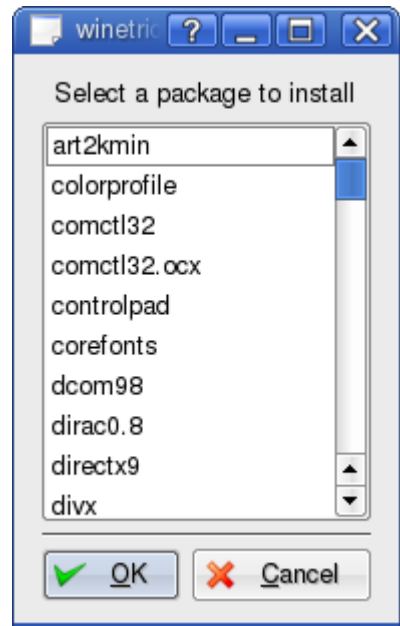 winetric
Select a package to install
art2kmin
colorprofile
comctl32
comctl32.ocx
controlpad
corefonts
dcom98
dirac0.8
directx9
divx
OK Cancel